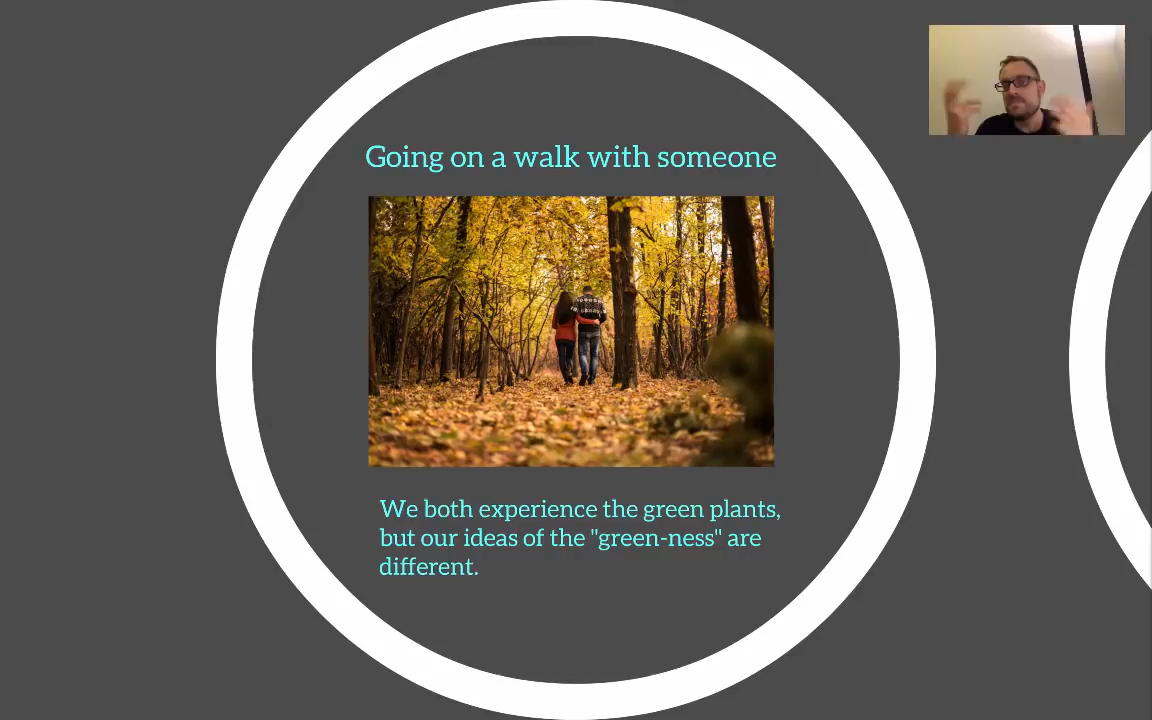 Going on a walk with someone
We both experience the green plants,
but our ideas of the "green-ness" are
different.